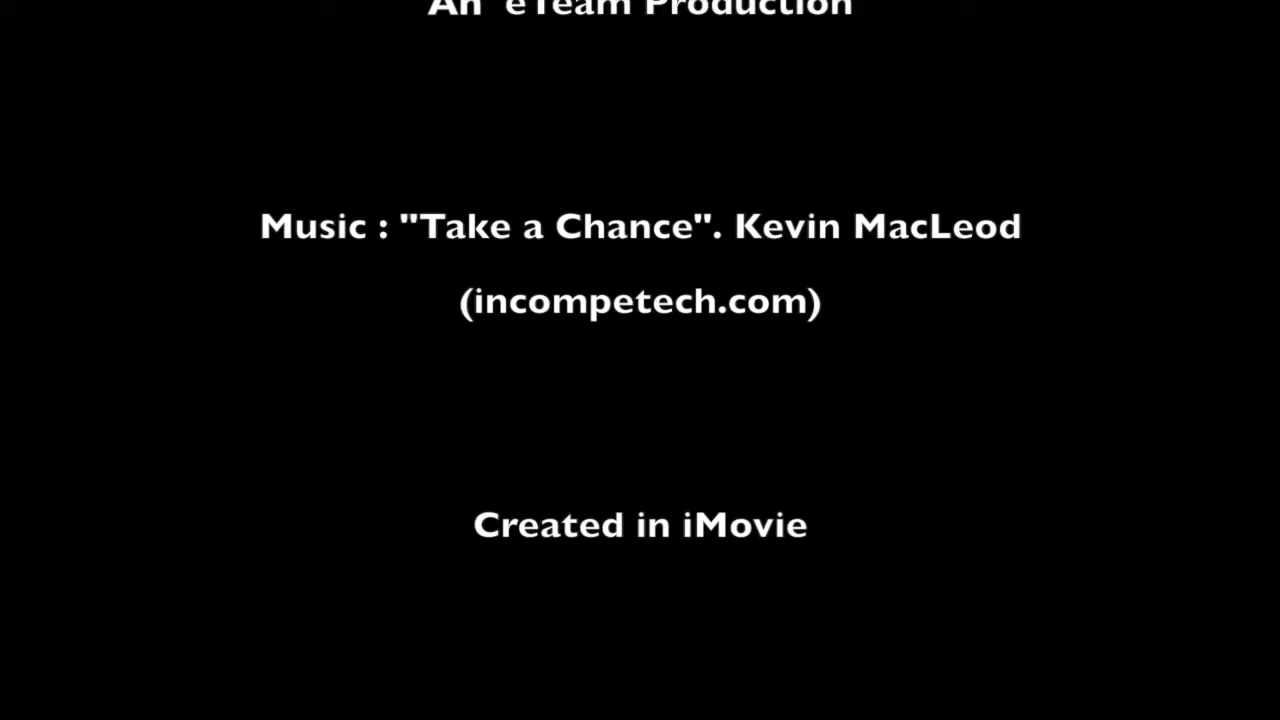 An eTeam Production
Music : "Take a Chance". Kevin MacLeod
(incompetech.com)
Created in iMovie